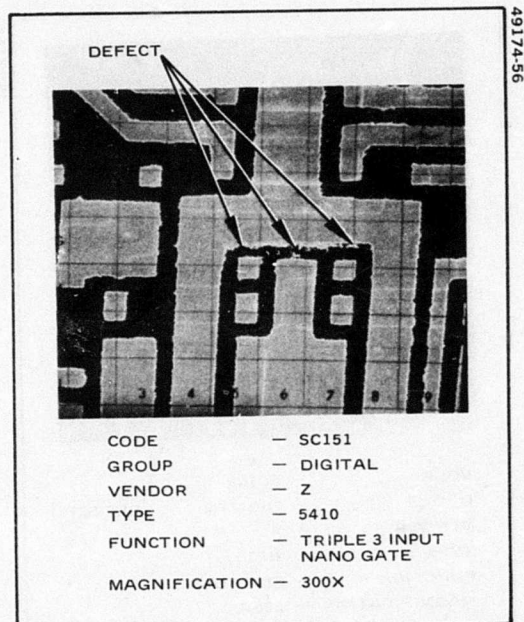 49174-56
DEFECT
3 4 5 6 7 8 9
CODE — SC151
GROUP — DIGITAL
VENDOR — Z
TYPE — 5410
FUNCTION — TRIPLE 3 INPUT
NANO GATE
MAGNIFICATION — 300X